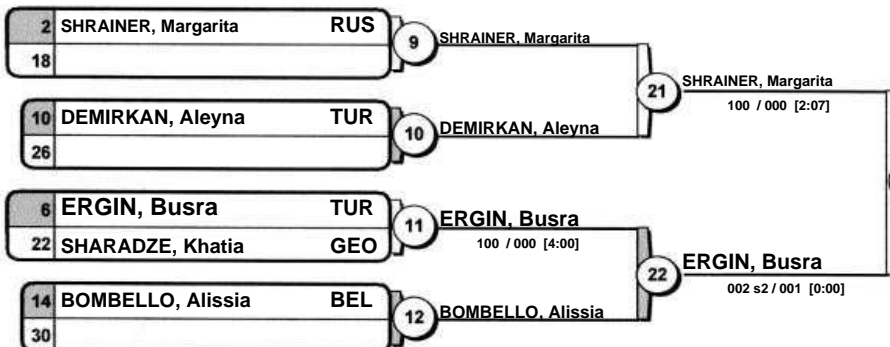 2 SHRAINER, Margarita RUS
18
9
SHRAINER, Margarita
10 DEMIRKAN, Aleyna TUR
26
10
DEMIRKAN, Aleyna
21
SHRAINER, Margarita
100 / 000 [2:07]
6 ERGIN, Busra TUR
22 SHARADZE, Khatia GEO
11
ERGIN, Busra
100 / 000 [4:00]
14 BOMBELLO, Alissia BEL
30
12
BOMBELLO, Alissia
22
ERGIN, Busra
002 s2 / 001 [0:00]